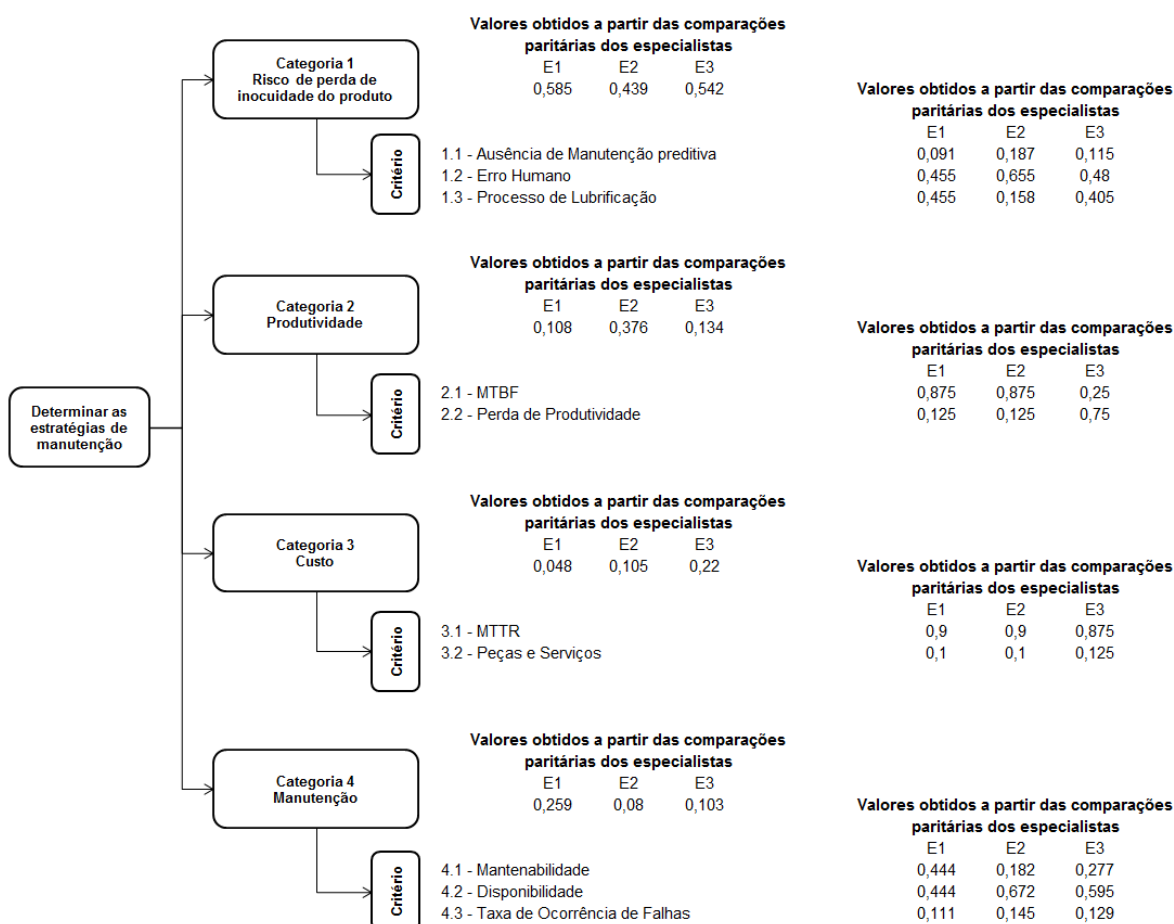 Valores obtidos a partir das comparações
paritárias dos especialistas
E1 E2 E3
0,585 0,439 0,542
Categoria 1
Risco de perda de
inocuidade do produto
Valores obtidos a partir das comparações
paritárias dos especialistas
E1 E2 E3
Critério
1.1 - Ausência de Manutenção preditiva 0,091 0,187 0,115
1.2 - Erro Humano 0,455 0,655 0,48
1.3 - Processo de Lubrificação 0,455 0,158 0,405
Valores obtidos a partir das comparações
paritárias dos especialistas
E1 E2 E3
0,108 0,376 0,134
Categoria 2
Produtividade
Valores obtidos a partir das comparações
paritárias dos especialistas
E1 E2 E3
Critério
2.1 - MTBF 0,875 0,875 0,25
2.2 - Perda de Produtividade 0,125 0,125 0,75
Determinar as
estratégias de
manutenção
Valores obtidos a partir das comparações
paritárias dos especialistas
E1 E2 E3
0,048 0,105 0,22
Categoria 3
Custo
Valores obtidos a partir das comparações
paritárias dos especialistas
E1 E2 E3
Critério
3.1 - MTTR 0,9 0,9 0,875
3.2 - Peças e Serviços 0,1 0,1 0,125
Valores obtidos a partir das comparações
paritárias dos especialistas
E1 E2 E3
0,259 0,08 0,103
Categoria 4
Manutenção
Valores obtidos a partir das comparações
paritárias dos especialistas
E1 E2 E3
Critério
4.1 - Mantenabilidade 0,444 0,182 0,277
4.2 - Disponibilidade 0,444 0,672 0,595
4.3 - Taxa de Ocorrência de Falhas 0,111 0,145 0,129